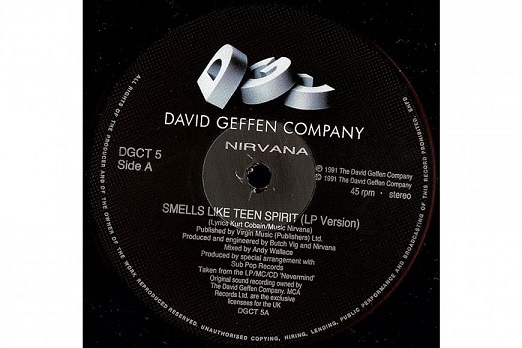 DGC
DAVID GEFFEN COMPANY
NIRVANA
DGCT 5
Side A
℗ 1991 The David Geffen Company
© 1991 The David Geffen Company
45 rpm • stereo
SMELLS LIKE TEEN SPIRIT (LP Version)
(Lyrics Kurt Cobain/Music Nirvana)
Published by Virgin Music (Publishers) Ltd.
Produced and engineered by Butch Vig and Nirvana
Mixed by Andy Wallace
Produced by special arrangement with
Sub Pop Records
Taken from the LP/MC/CD 'Nevermind'
Original sound recording owned by
The David Geffen Company. MCA
Records Ltd. are the exclusive
licensees for the UK
DGCT 5A
ALL RIGHTS OF THE PRODUCER AND OF THE OWNER OF THE WORK REPRODUCED RESERVED. UNAUTHORISED COPYING, HIRING, LENDING, PUBLIC PERFORMANCE AND BROADCASTING OF THIS RECORD PROHIBITED.